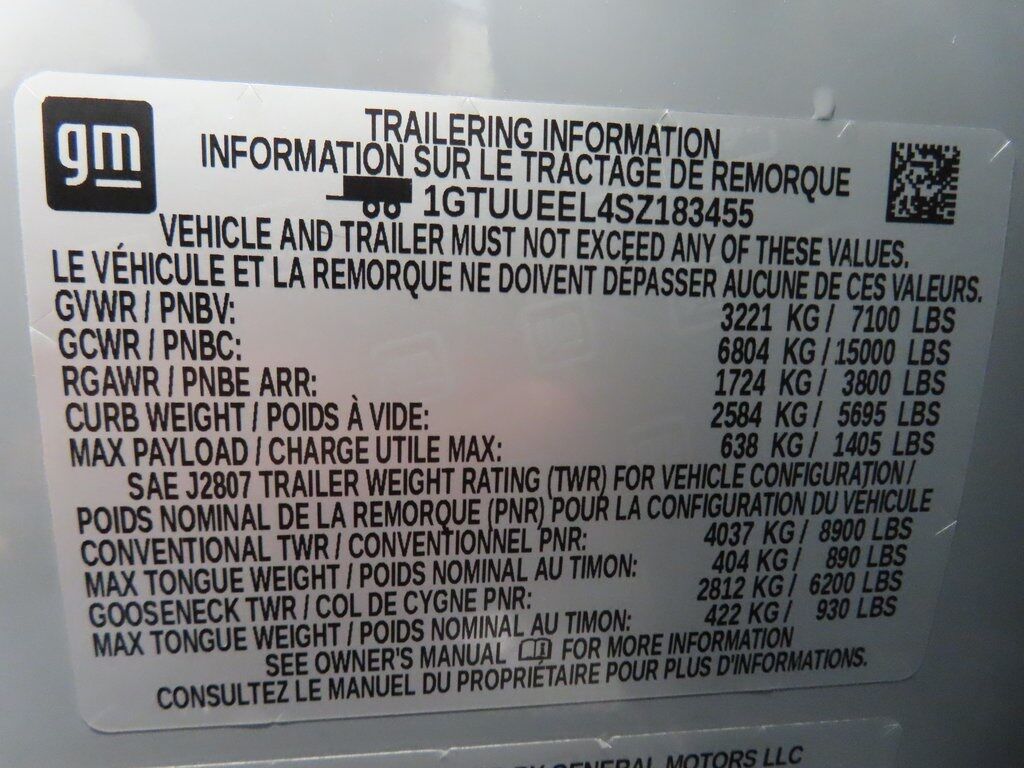 gm
TRAILERING INFORMATION
INFORMATION SUR LE TRACTAGE DE REMORQUE
1GTUUEEL4SZ183455
VEHICLE AND TRAILER MUST NOT EXCEED ANY OF THESE VALUES.
LE VÉHICULE ET LA REMORQUE NE DOIVENT DÉPASSER AUCUNE DE CES VALEURS.
GVWR / PNBV: 3221 KG / 7100 LBS
GCWR / PNBC: 6804 KG / 15000 LBS
RGAWR / PNBE ARR: 1724 KG / 3800 LBS
CURB WEIGHT / POIDS À VIDE: 2584 KG / 5695 LBS
MAX PAYLOAD / CHARGE UTILE MAX: 638 KG / 1405 LBS
SAE J2807 TRAILER WEIGHT RATING (TWR) FOR VEHICLE CONFIGURATION /
POIDS NOMINAL DE LA REMORQUE (PNR) POUR LA CONFIGURATION DU VÉHICULE
CONVENTIONAL TWR / CONVENTIONNEL PNR: 4037 KG / 8900 LBS
MAX TONGUE WEIGHT / POIDS NOMINAL AU TIMON: 404 KG / 890 LBS
GOOSENECK TWR / COL DE CYGNE PNR: 2812 KG / 6200 LBS
MAX TONGUE WEIGHT / POIDS NOMINAL AU TIMON: 422 KG / 930 LBS
SEE OWNER'S MANUAL FOR MORE INFORMATION
CONSULTEZ LE MANUEL DU PROPRIÉTAIRE POUR PLUS D'INFORMATIONS.
GENERAL MOTORS LLC